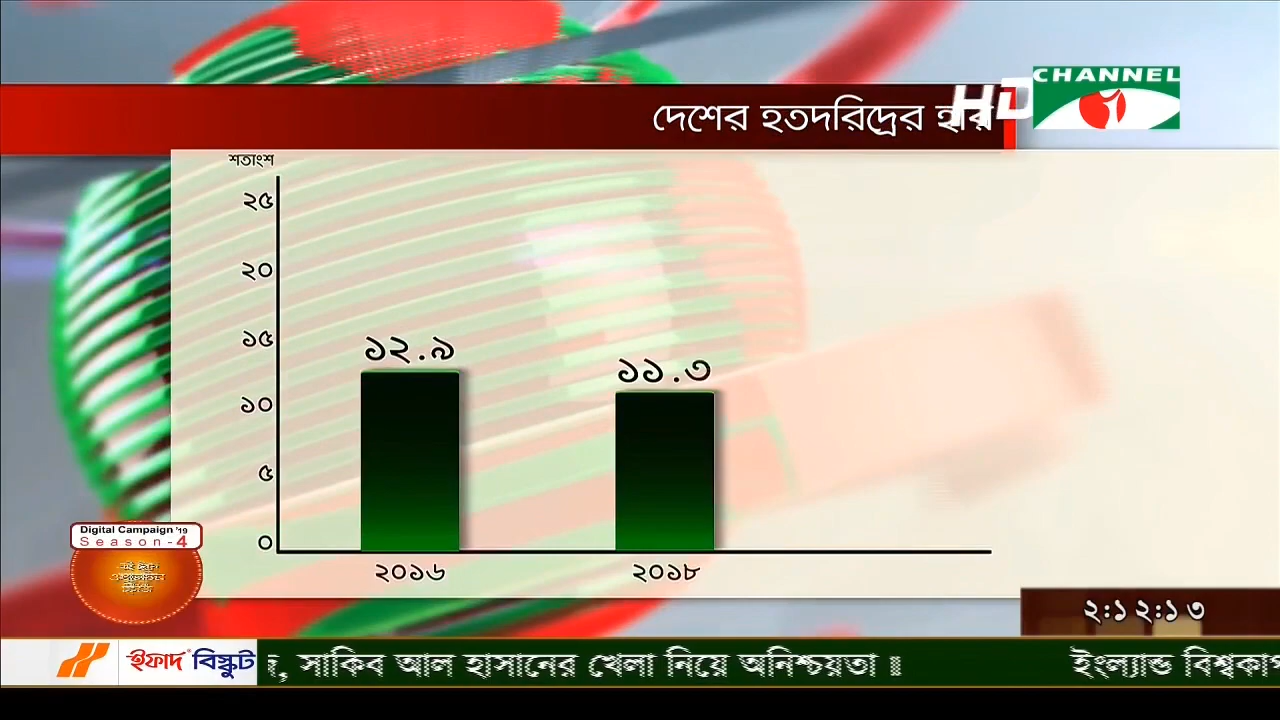 CHANNEL
HD
দেশের হতদরিদ্রের হার
শতাংশ
২৫
২০
১৫
১০
৫
০
১২.৯
১১.৩
২০১৬
২০১৮
Digital Campaign '19
Season-4
২:১২:১৩
ইফাদ বিস্কুট
, সাকিব আল হাসানের খেলা নিয়ে অনিশ্চয়তা ॥
ইংল্যান্ড